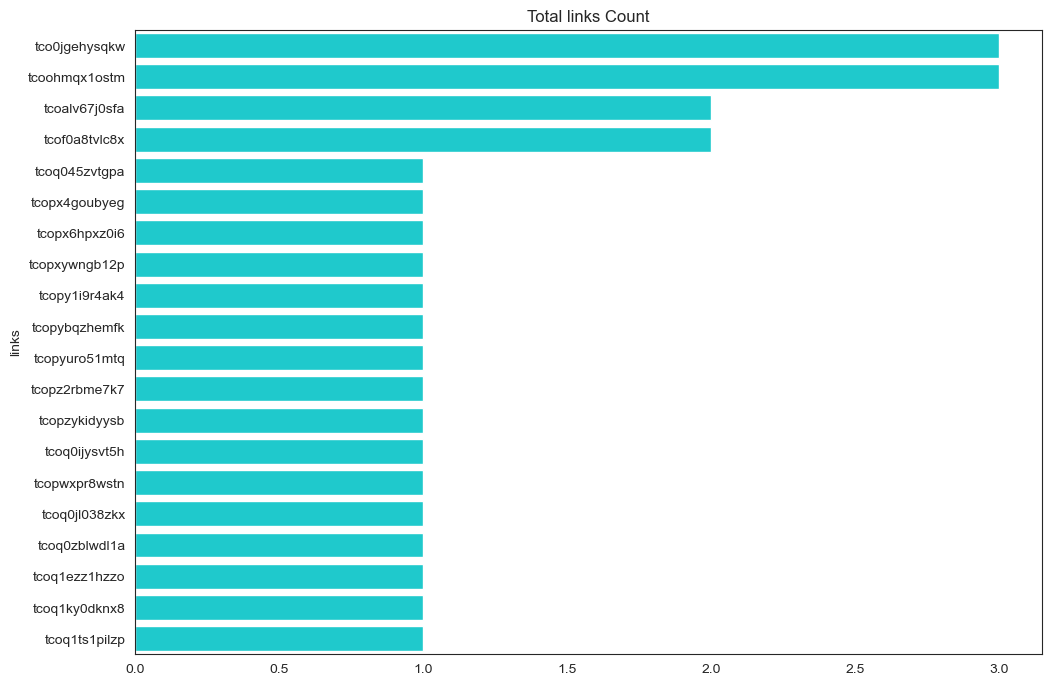 Total links Count
tco0jgehysqkw
tcoohmqx1ostm
tcoalv67j0sfa
tcof0a8tvlc8x
tcoq045zvtgpa
tcopx4goubyeg
tcopx6hpxz0i6
tcopxywngb12p
tcopy1i9r4ak4
tcopybqzhemfk
tcopyuro51mtq
tcopz2rbme7k7
tcopzykidyysb
tcoq0ijysvt5h
tcopwxpr8wstn
tcoq0jl038zkx
tcoq0zblwdl1a
tcoq1ezz1hzzo
tcoq1ky0dknx8
tcoq1ts1pilzp
links
0.0 0.5 1.0 1.5 2.0 2.5 3.0